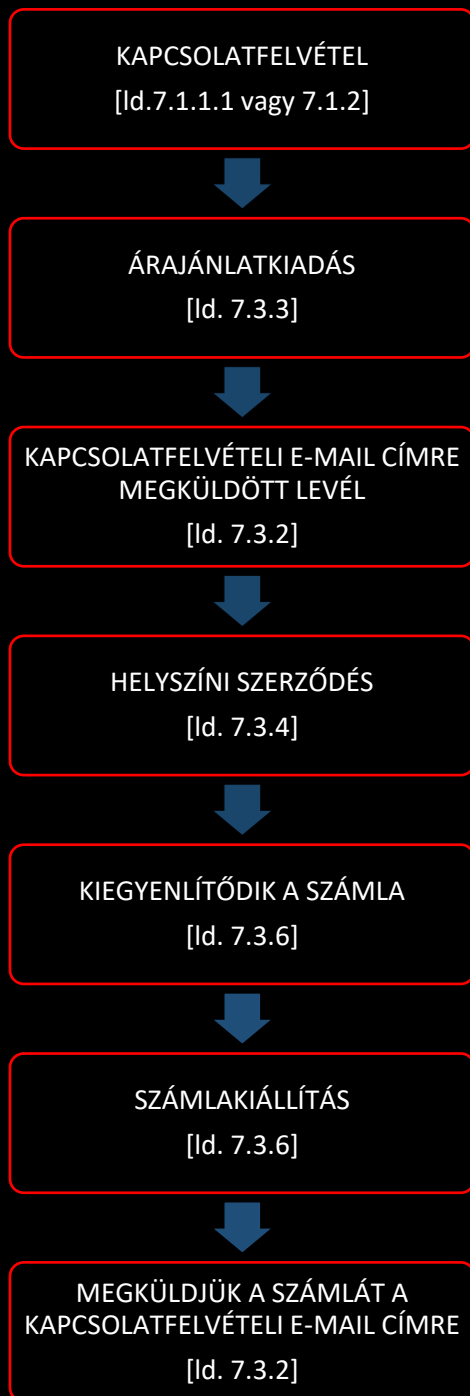 KAPCSOLATFELVÉTEL
[ld.7.1.1.1 vagy 7.1.2]
ÁRAJÁNLATKIADÁS
[ld. 7.3.3]
KAPCSOLATFELVÉTELI E-MAIL CÍMRE
MEGKÜLDÖTT LEVÉL
[ld. 7.3.2]
HELYSZÍNI SZERZŐDÉS
[ld. 7.3.4]
KIEGYENLÍTŐDIK A SZÁMLA
[ld. 7.3.6]
SZÁMLAKIÁLLÍTÁS
[ld. 7.3.6]
MEGKÜLDJÜK A SZÁMLÁT A
KAPCSOLATFELVÉTELI E-MAIL CÍMRE
[ld. 7.3.2]